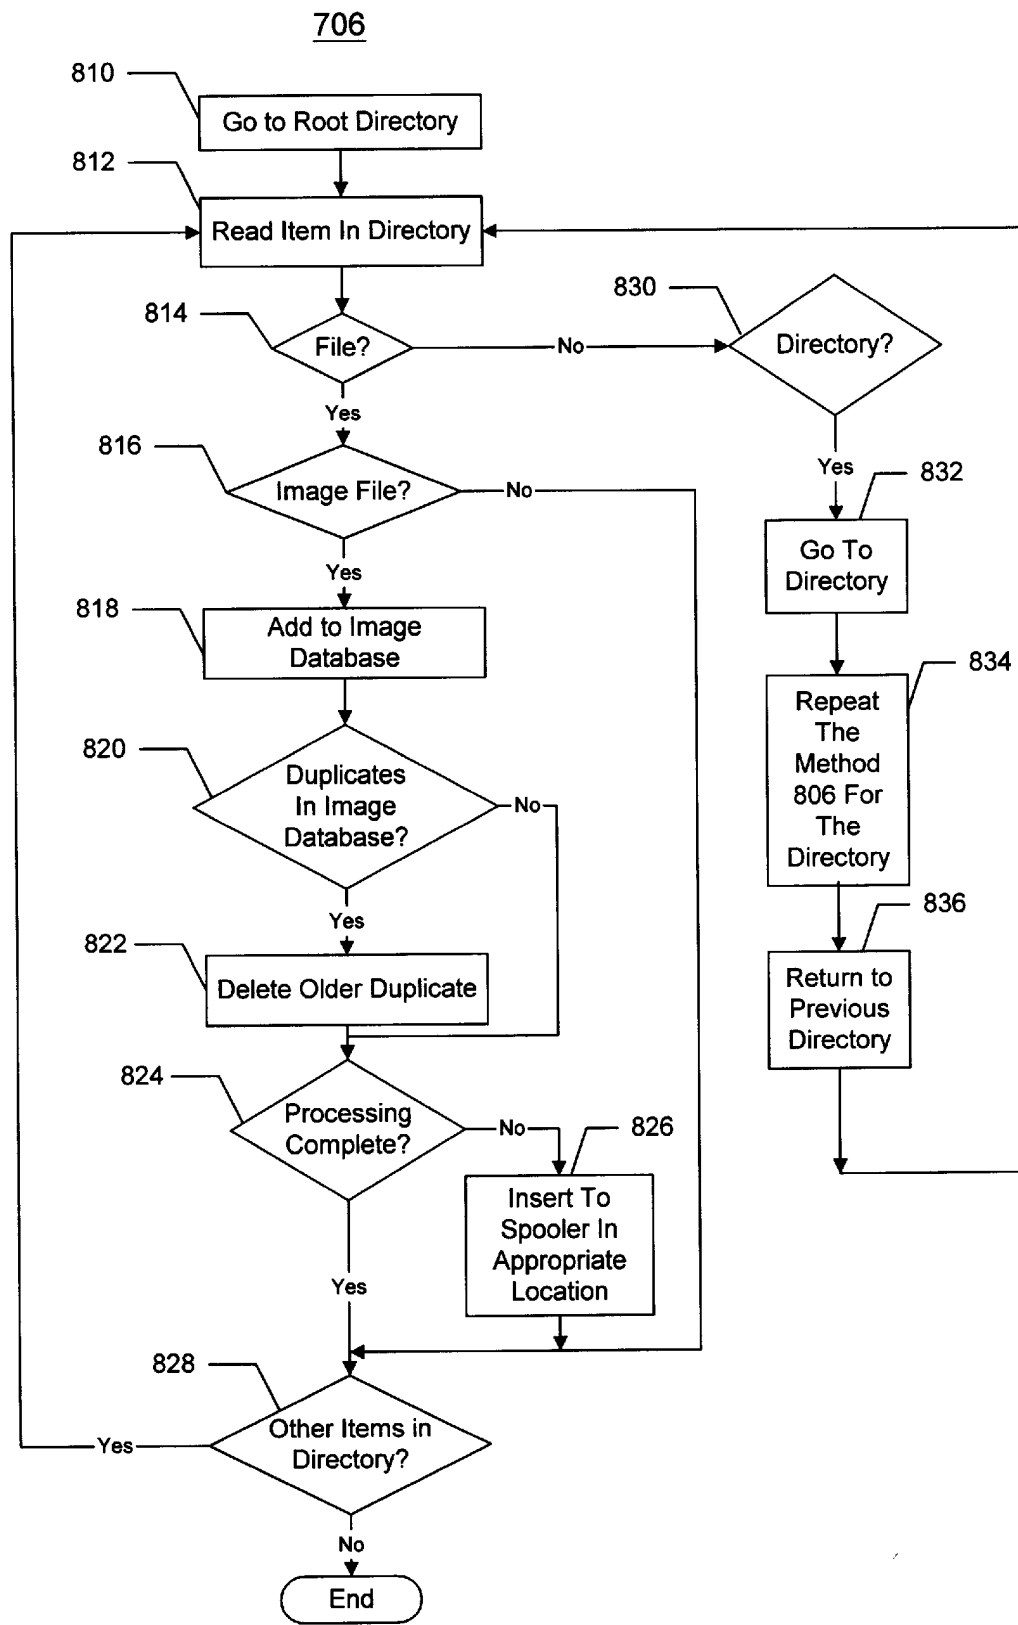 706
810
Go to Root Directory
812
Read Item In Directory
814
File?
No
830
Directory?
Yes
816
Image File?
No
Yes
832
Go To
Directory
Yes
818
Add to Image
Database
834
Repeat
The
Method
806 For
The
Directory
820
Duplicates
In Image
Database?
No
Yes
836
Return to
Previous
Directory
822
Delete Older Duplicate
824
Processing
Complete?
No
826
Insert To
Spooler In
Appropriate
Location
Yes
828
Other Items in
Directory?
Yes
No
End